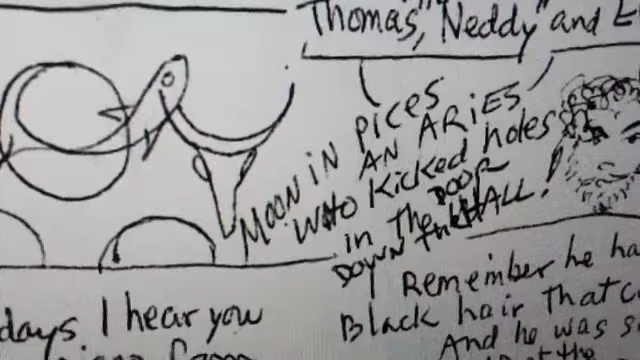 Thomas," "Neddy" and E
MOON IN PICES
AN ARIES
WHO Kicked holes
in the DOOR
DOWN the HALL!
Remember he ha
Black hair That c
And he was s
days I hear you